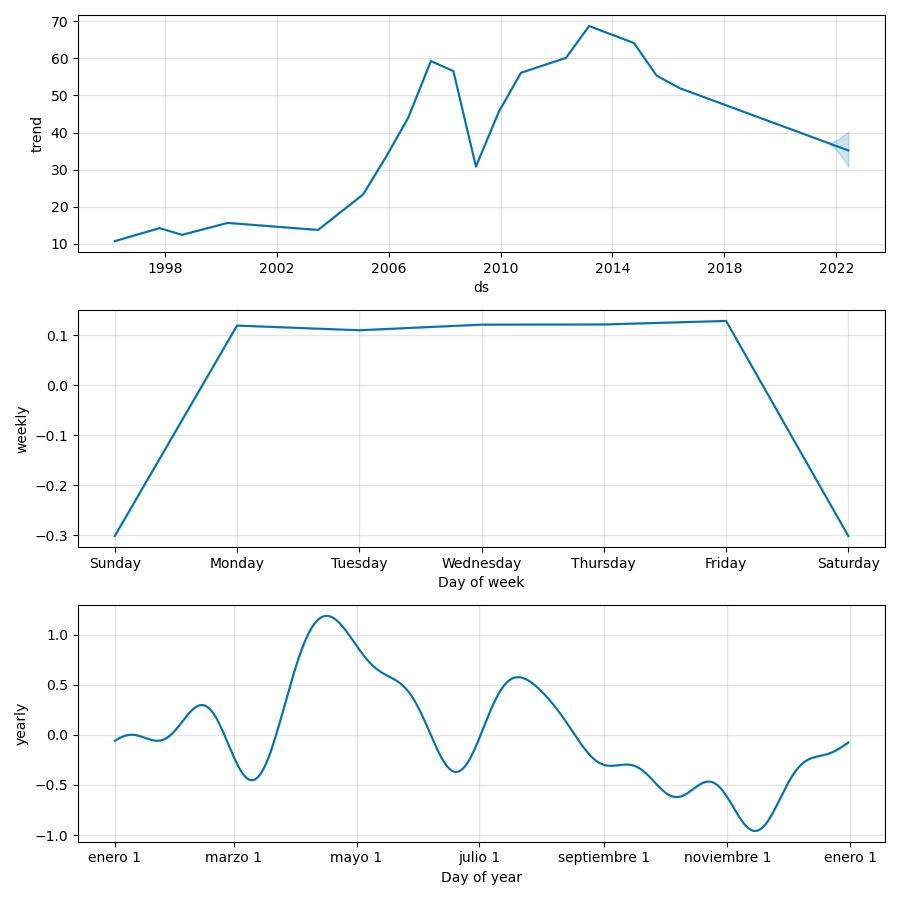 70
60
50
40
30
20
10
trend
1998 2002 2006 2010 2014 2018 2022
ds
0.1
0.0
−0.1
−0.2
−0.3
weekly
Sunday Monday Tuesday Wednesday Thursday Friday Saturday
Day of week
1.0
0.5
0.0
−0.5
−1.0
yearly
enero 1 marzo 1 mayo 1 julio 1 septiembre 1 noviembre 1 enero 1
Day of year